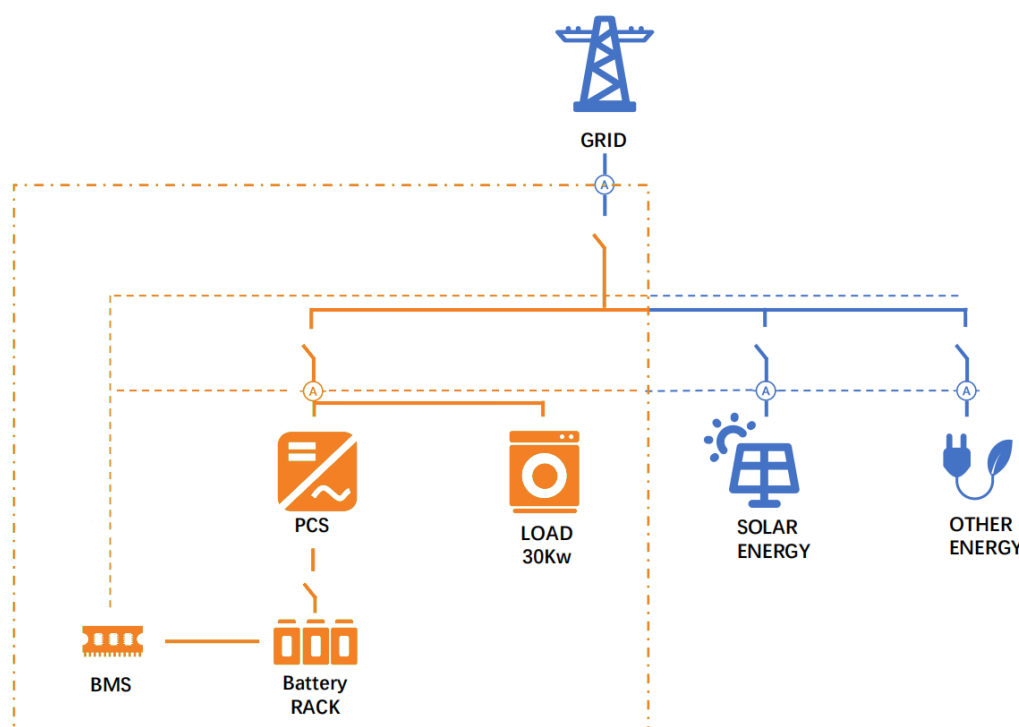 GRID
A
A
A
A
PCS
LOAD
30Kw
SOLAR
ENERGY
OTHER
ENERGY
BMS
Battery
RACK